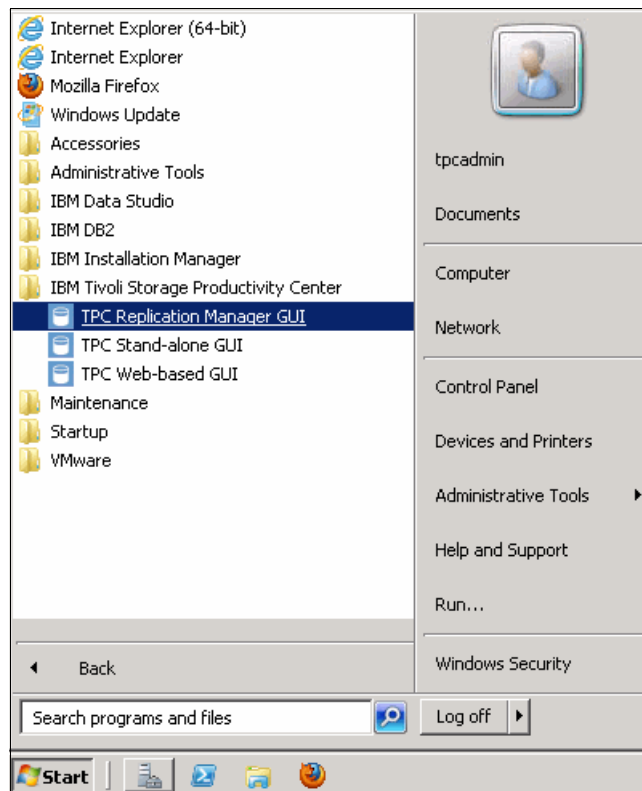 Internet Explorer (64-bit)
Internet Explorer
Mozilla Firefox
Windows Update
Accessories
Administrative Tools
IBM Data Studio
IBM DB2
IBM Installation Manager
IBM Tivoli Storage Productivity Center
TPC Replication Manager GUI
TPC Stand-alone GUI
TPC Web-based GUI
Maintenance
Startup
VMware
Back
Search programs and files
tpcadmin
Documents
Computer
Network
Control Panel
Devices and Printers
Administrative Tools
Help and Support
Run...
Windows Security
Log off
Start